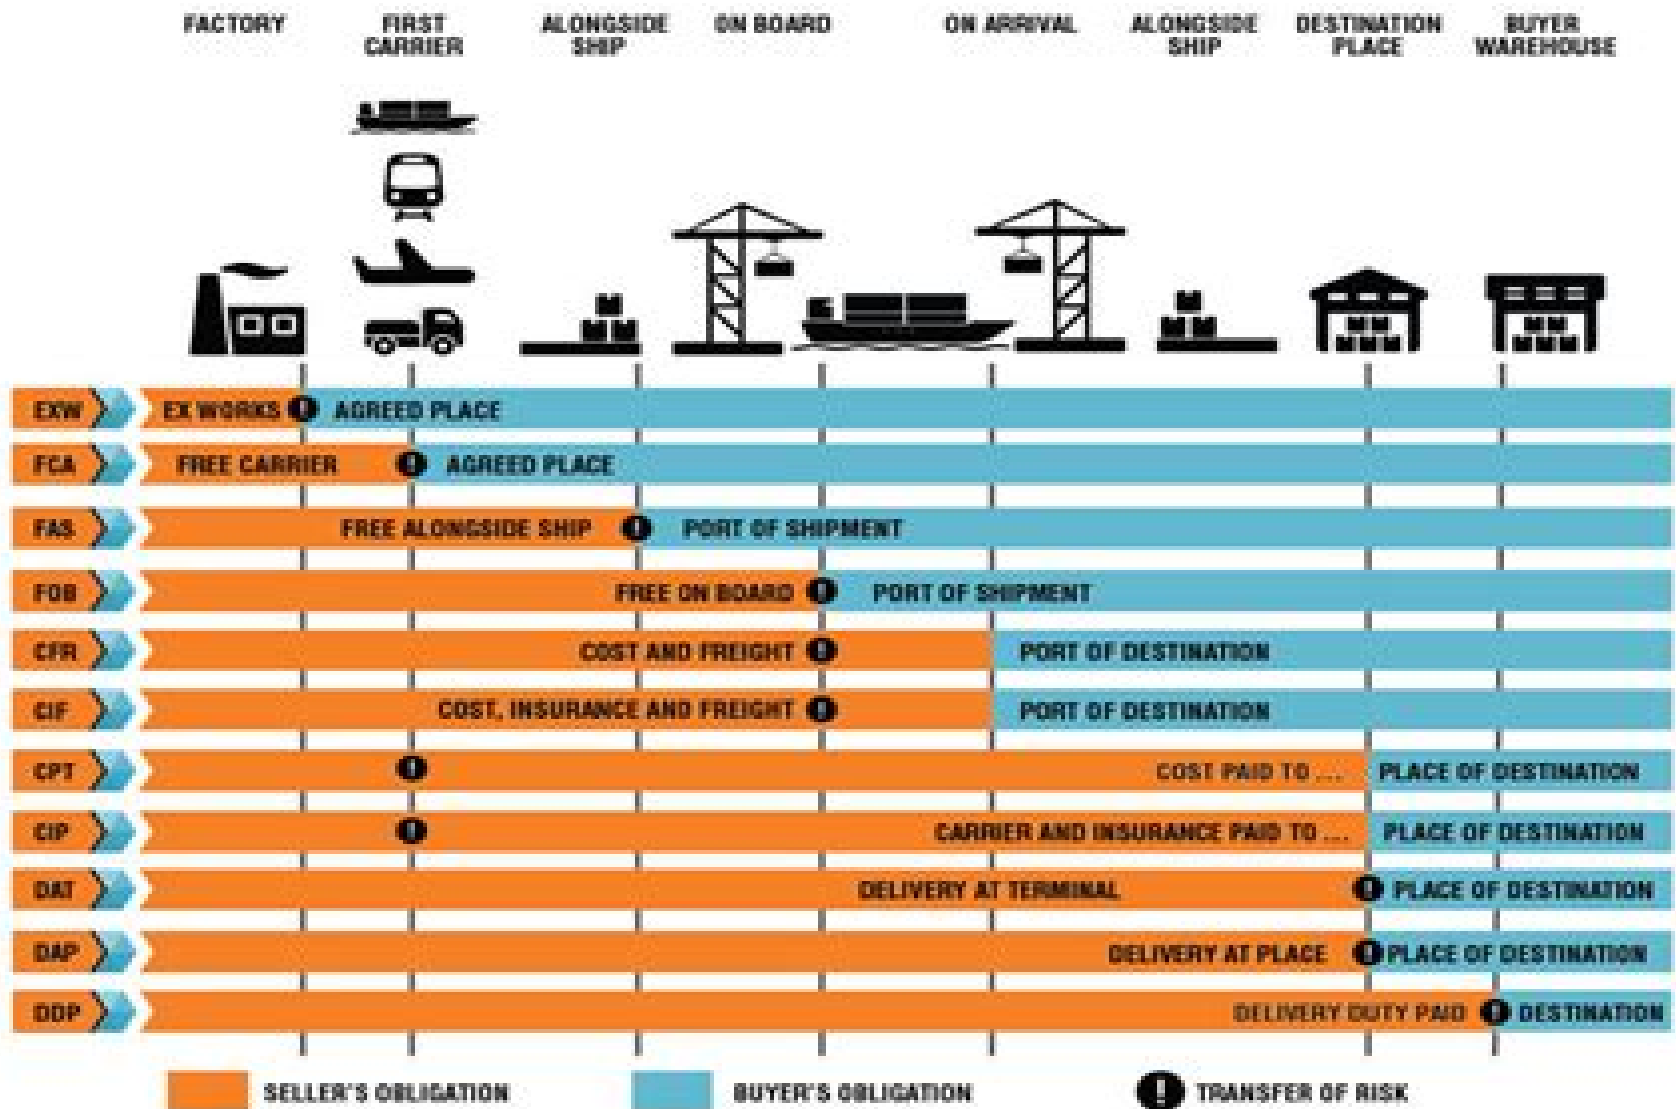 FACTORY
FIRST
CARRIER
ALONGSIDE
SHIP
ON BOARD
ON ARRIVAL
ALONGSIDE
SHIP
DESTINATION
PLACE
BUYER
WAREHOUSE
EXW EX WORKS ! AGREED PLACE
FCA FREE CARRIER ! AGREED PLACE
FAS FREE ALONGSIDE SHIP ! PORT OF SHIPMENT
FOB FREE ON BOARD ! PORT OF SHIPMENT
CFR COST AND FREIGHT ! PORT OF DESTINATION
CIF COST, INSURANCE AND FREIGHT ! PORT OF DESTINATION
CPT ! COST PAID TO ... PLACE OF DESTINATION
CIP ! CARRIER AND INSURANCE PAID TO ... PLACE OF DESTINATION
DAT DELIVERY AT TERMINAL ! PLACE OF DESTINATION
DAP DELIVERY AT PLACE ! PLACE OF DESTINATION
DDP DELIVERY DUTY PAID ! DESTINATION
SELLER'S OBLIGATION BUYER'S OBLIGATION ! TRANSFER OF RISK